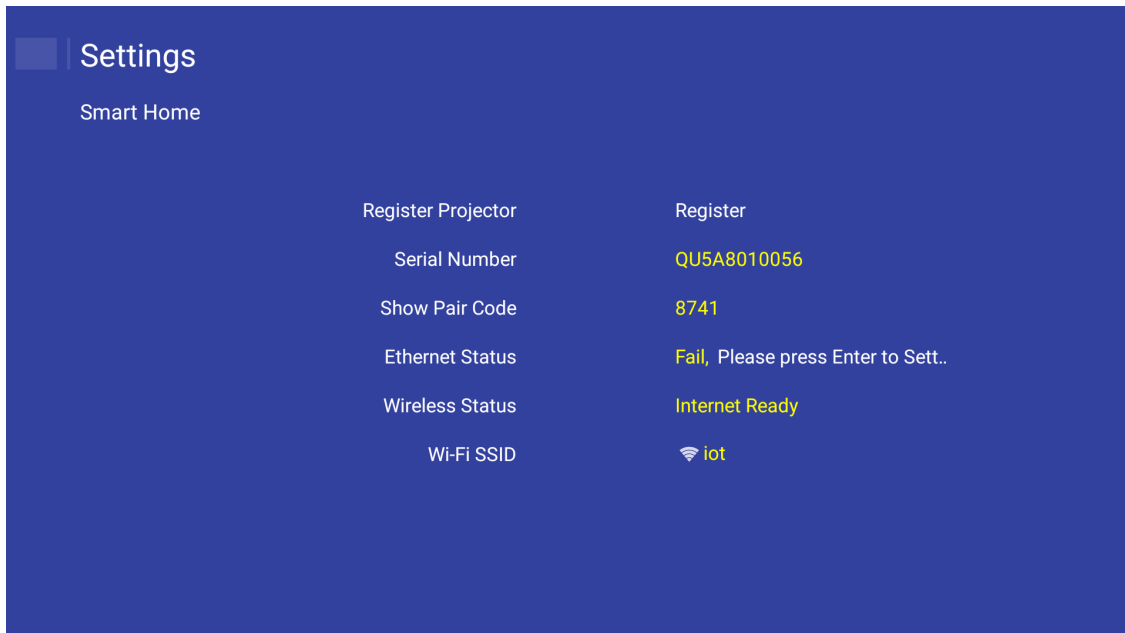 Settings
Smart Home
Register Projector Register
Serial Number QU5A8010056
Show Pair Code 8741
Ethernet Status Fail, Please press Enter to Sett..
Wireless Status Internet Ready
Wi-Fi SSID iot